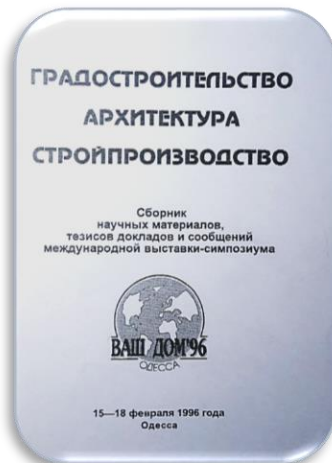 ГРАДОСТРОИТЕЛЬСТВО
АРХИТЕКТУРА
СТРОЙПРОИЗВОДСТВО
Сборник
научных материалов,
тезисов докладов и сообщений
международной выставки-симпозиума
ВАШ ДОМ'96
ОДЕССА
15—18 февраля 1996 года
Одесса